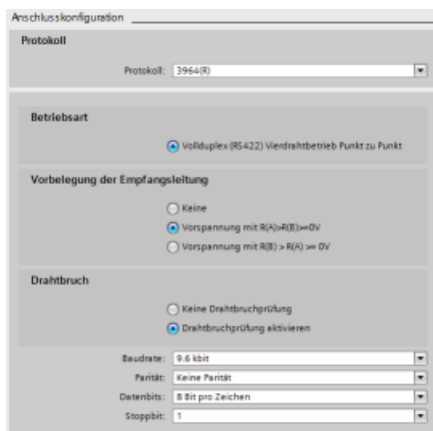 Anschlusskonfiguration
Protokoll
Protokoll: 3964(R)
Betriebsart
Vollduplex (RS422) Vierdrahtbetrieb Punkt zu Punkt
Vorbelegung der Empfangsleitung
Keine
Vorspannung mit R(A)>R(B)>=0V
Vorspannung mit R(B) > R(A) >= 0V
Drahtbruch
Keine Drahtbruchprüfung
Drahtbruchprüfung aktivieren
Baudrate: 9.6 kbit
Parität: Keine Parität
Datenbits: 8 Bit pro Zeichen
Stoppbit: 1